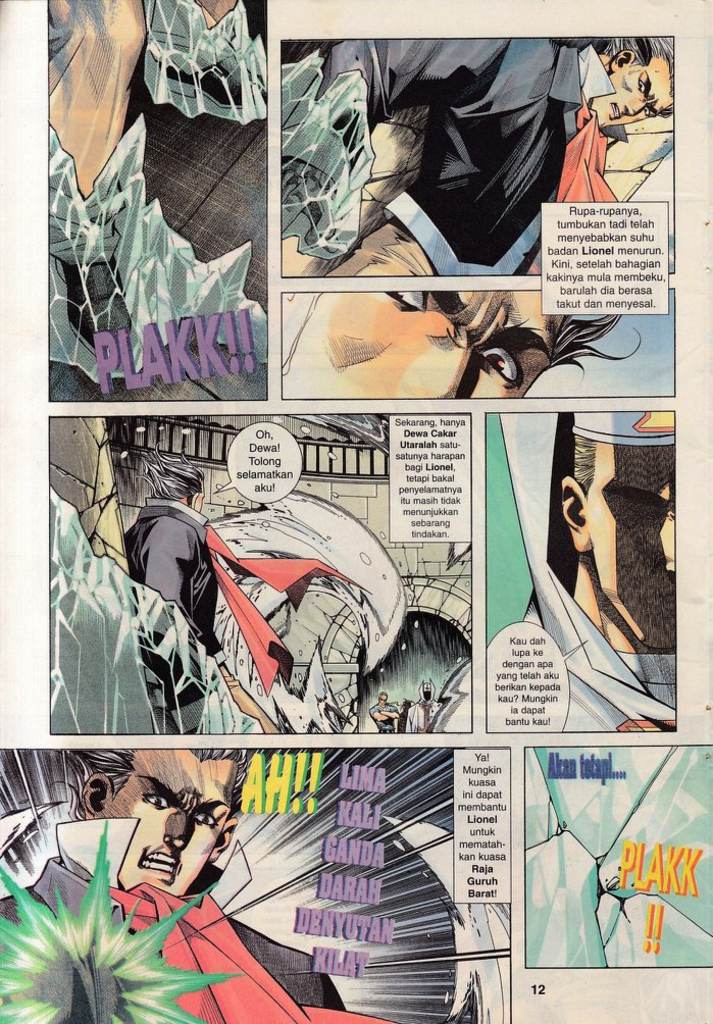 PLAKK!!
Rupa-rupanya,
tumbukan tadi telah
menyebabkan suhu
badan Lionel menurun.
Kini, setelah bahagian
kakinya mula membeku,
barulah dia berasa
takut dan menyesal.
Oh,
Dewa!
Tolong
selamatkan
aku!
Sekarang, hanya
Dewa Cakar
Utaralah satu-
satunya harapan
bagi Lionel,
tetapi bakal
penyelamatnya
itu masih tidak
menunjukkan
sebarang
tindakan.
Kau dah
lupa ke
dengan apa
yang telah aku
berikan kepada
kau? Mungkin
ia dapat
bantu kau!
AH!!
LIMA
KALI
GANDA
DARAH
DENYUTAN
KILAT
Ya!
Mungkin
kuasa
ini dapat
membantu
Lionel
untuk
mematah-
kan kuasa
Raja
Guruh
Barat!
Akan tetapi....
PLAKK
!!
12